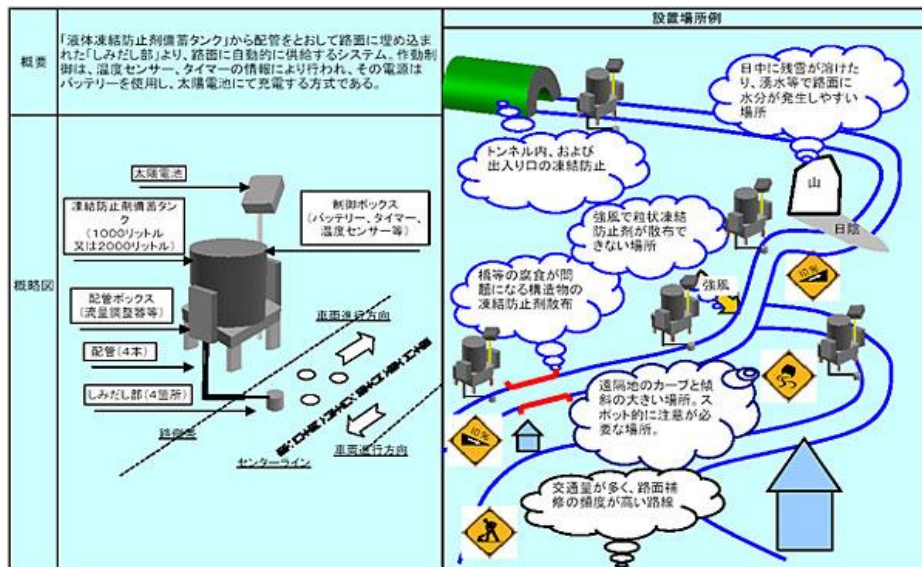 概要
「液体凍結防止剤備蓄タンク」から配管をとおして路面に埋め込ま
れた「しみだし部」より、路面に自動的に供給するシステム。作動
制御は、温度センサー、タイマーの情報により行われ、その電源は
バッテリーを使用し、太陽電池にて充電する方式である。
概略図
太陽電池
凍結防止剤備蓄タン
ク
(1000リットル
又は2000リットル)
制御ボックス
(バッテリー、タイマー、
温度センサー等)
配管ボックス
(流量調整器等)
配管(4本)
しみだし部(4箇所)
車両進行方向
路側帯
センターライン
車両進行方向
設置場所例
日中に残雪が溶けた
り、湧水等で路面に
水分が発生しやすい
場所
トンネル内、および
出入り口の凍結防止
山
日陰
強風で粒状凍結
防止剤が散布で
きない場所
10%
強風
橋等の腐食が問
題になる構造物の
凍結防止剤散布
遠隔地のカーブと傾
斜の大きい場所。ス
ポット的に注意が必
要な場所。
10%
交通量が多く、路面補
修の頻度が高い路線